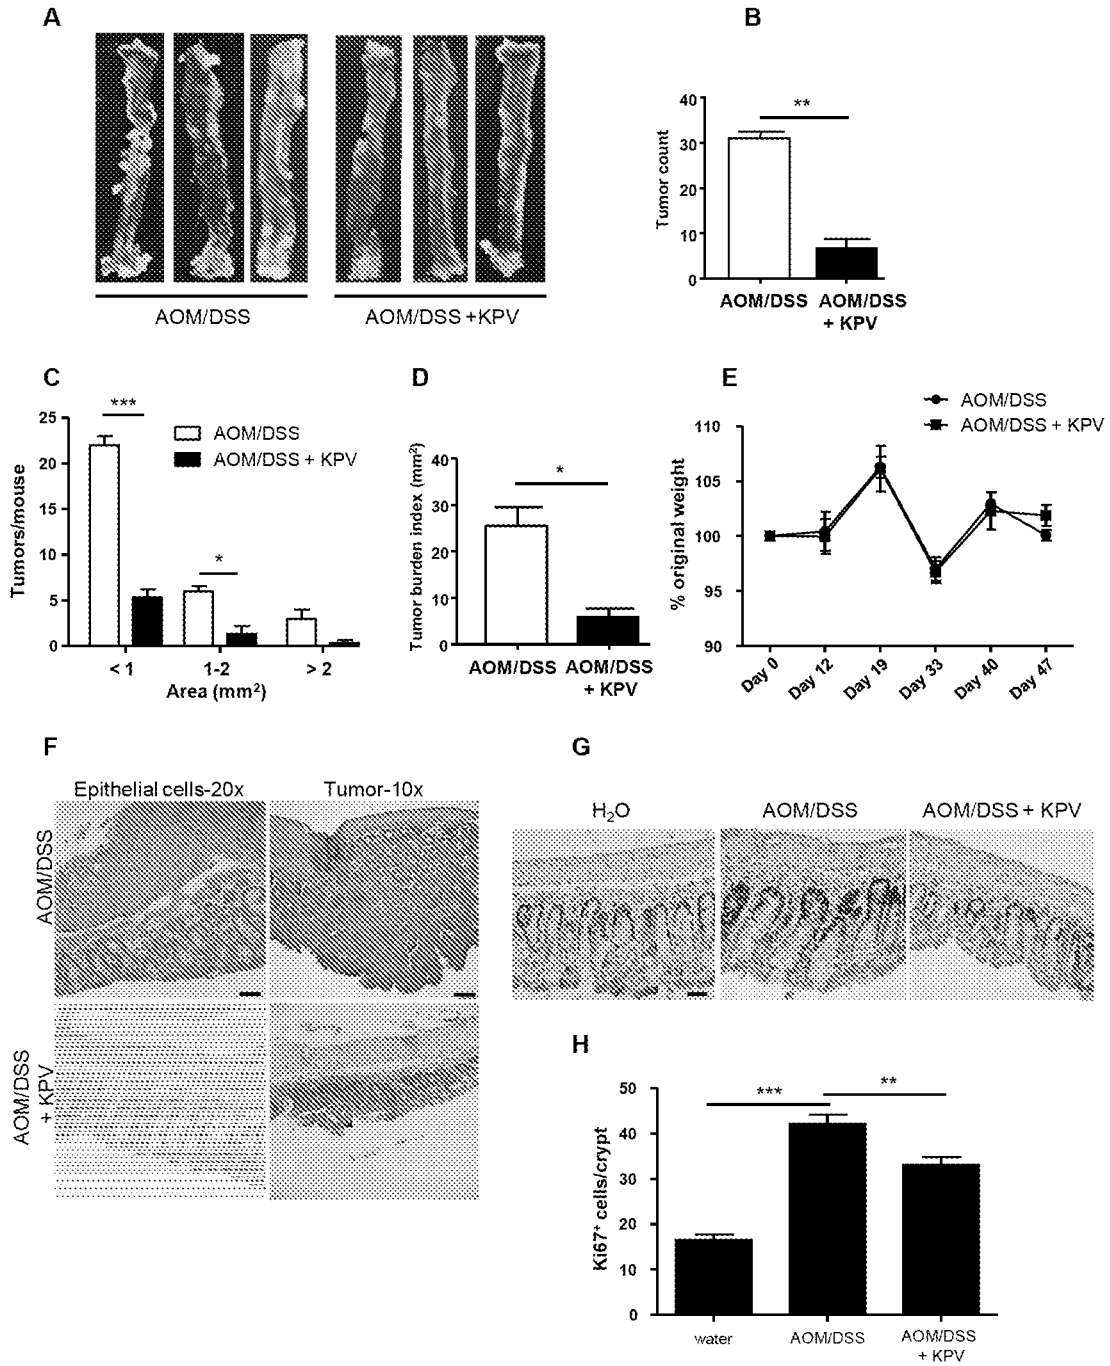 A
AOM/DSS
AOM/DSS +KPV
B
Tumor count
40
30
20
10
0
**
AOM/DSS
AOM/DSS
+ KPV
C
Tumors/mouse
25
20
15
10
5
0
***
*
AOM/DSS
AOM/DSS + KPV
< 1
1-2
> 2
Area (mm²)
D
Tumor burden index (mm²)
40
30
20
10
0
*
AOM/DSS
AOM/DSS
+ KPV
E
AOM/DSS
AOM/DSS + KPV
% original weight
110
105
100
95
90
Day 0
Day 12
Day 19
Day 33
Day 40
Day 47
F
Epithelial cells-20x
Tumor-10x
AOM/DSS
AOM/DSS
+ KPV
G
H₂O
AOM/DSS
AOM/DSS + KPV
H
Ki67⁺ cells/crypt
50
40
30
20
10
0
***
**
water
AOM/DSS
AOM/DSS
+ KPV